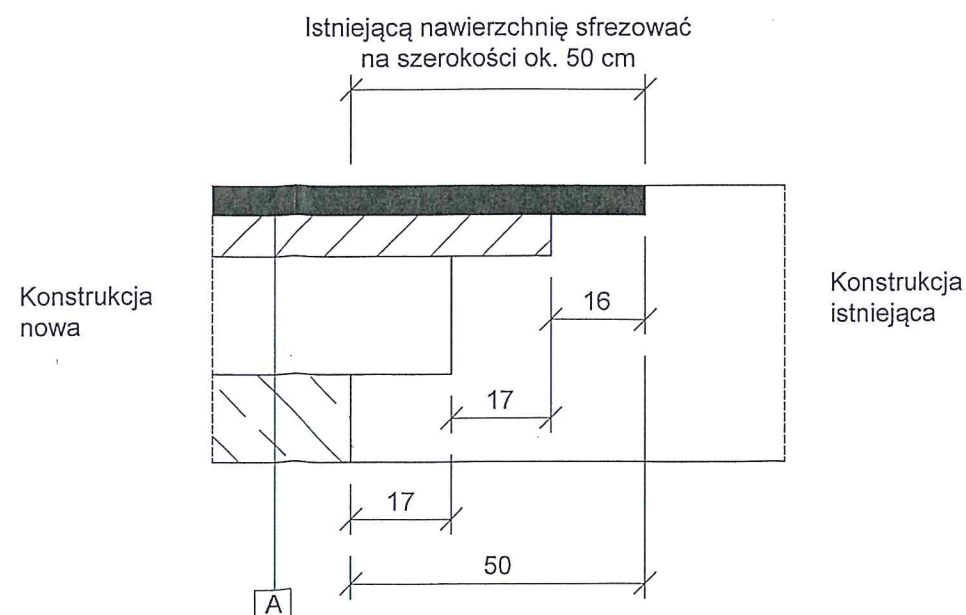 Istniejącą nawierzchnię sfrezować
na szerokości ok. 50 cm
Konstrukcja
nowa
Konstrukcja
istniejąca
16
17
17
50
A